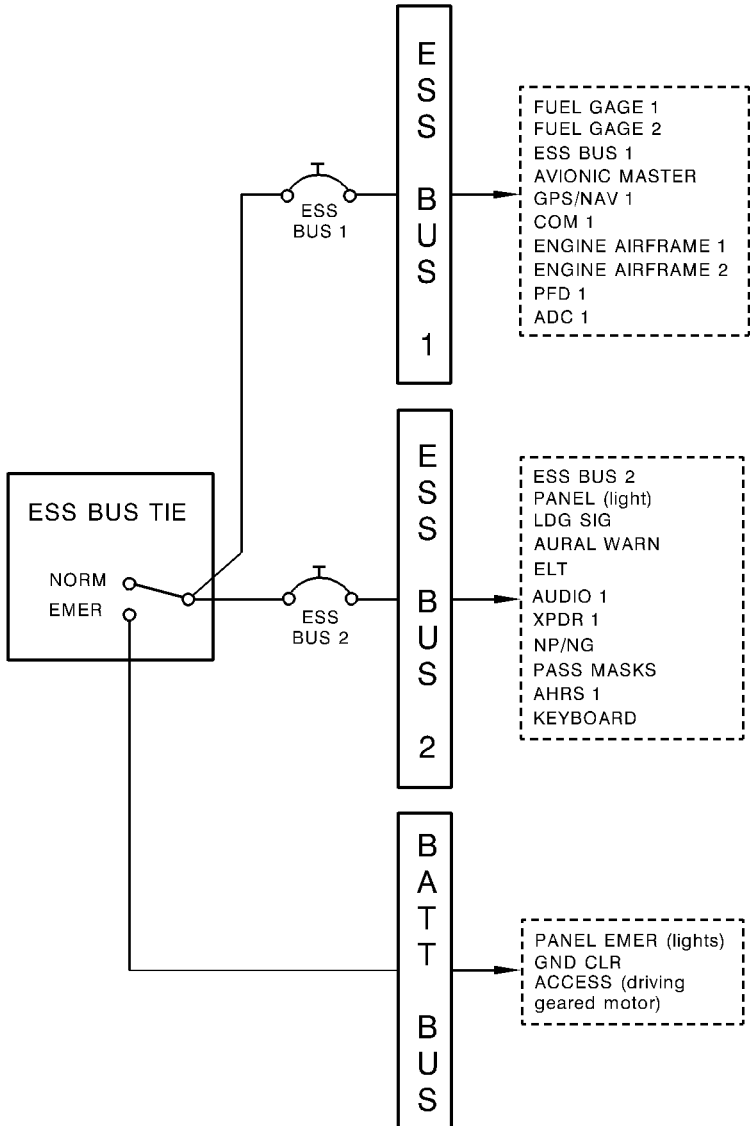 ESS BUS 1
FUEL GAGE 1
FUEL GAGE 2
ESS BUS 1
AVIONIC MASTER
GPS/NAV 1
COM 1
ENGINE AIRFRAME 1
ENGINE AIRFRAME 2
PFD 1
ADC 1
ESS
BUS 1
ESS BUS TIE
NORM
EMER
ESS
BUS 2
ESS BUS 2
ESS BUS 2
PANEL (light)
LDG SIG
AURAL WARN
ELT
AUDIO 1
XPDR 1
NP/NG
PASS MASKS
AHRS 1
KEYBOARD
BATT BUS
PANEL EMER (lights)
GND CLR
ACCESS (driving
geared motor)